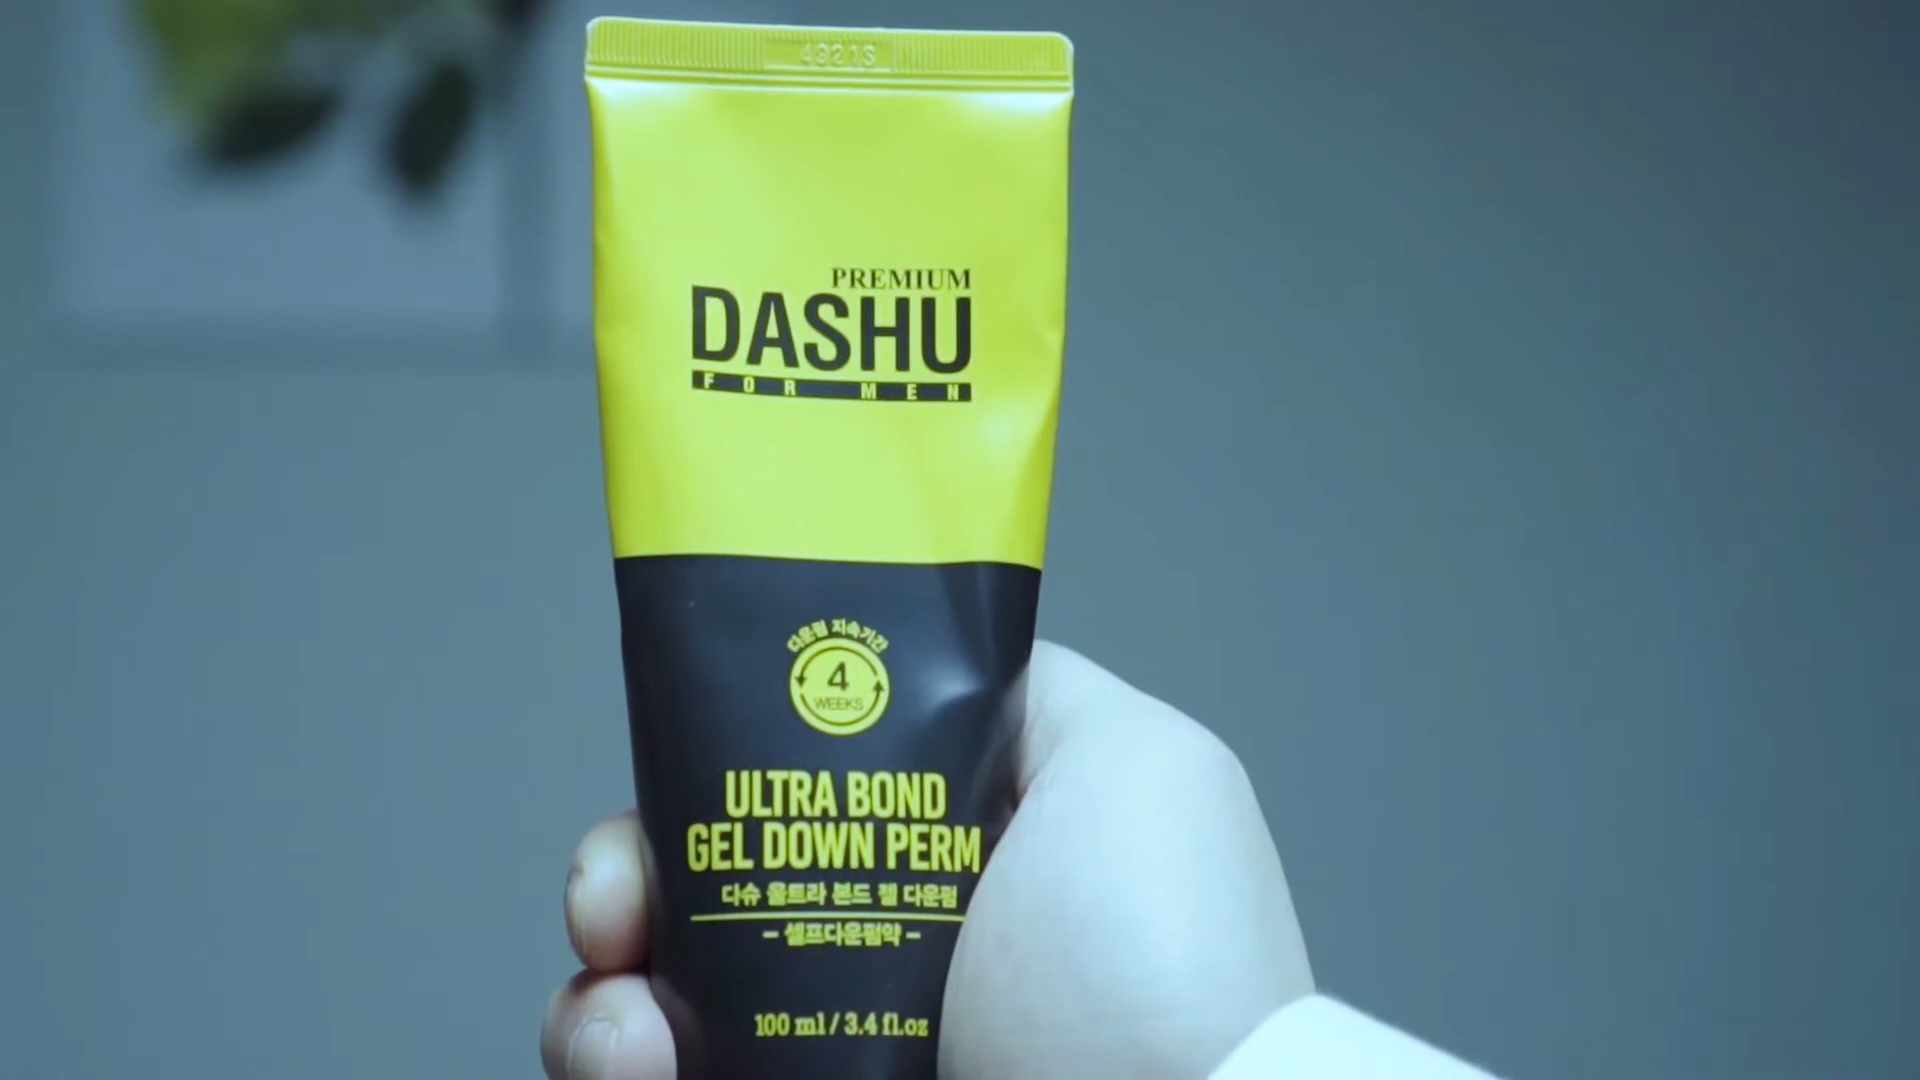 4321S
PREMIUM
DASHU
FOR MEN
다운펌 지속기간
4
WEEKS
ULTRA BOND
GEL DOWN PERM
다슈 울트라 본드 젤 다운펌
- 셀프다운펌약 -
100 ml / 3.4 fl.oz